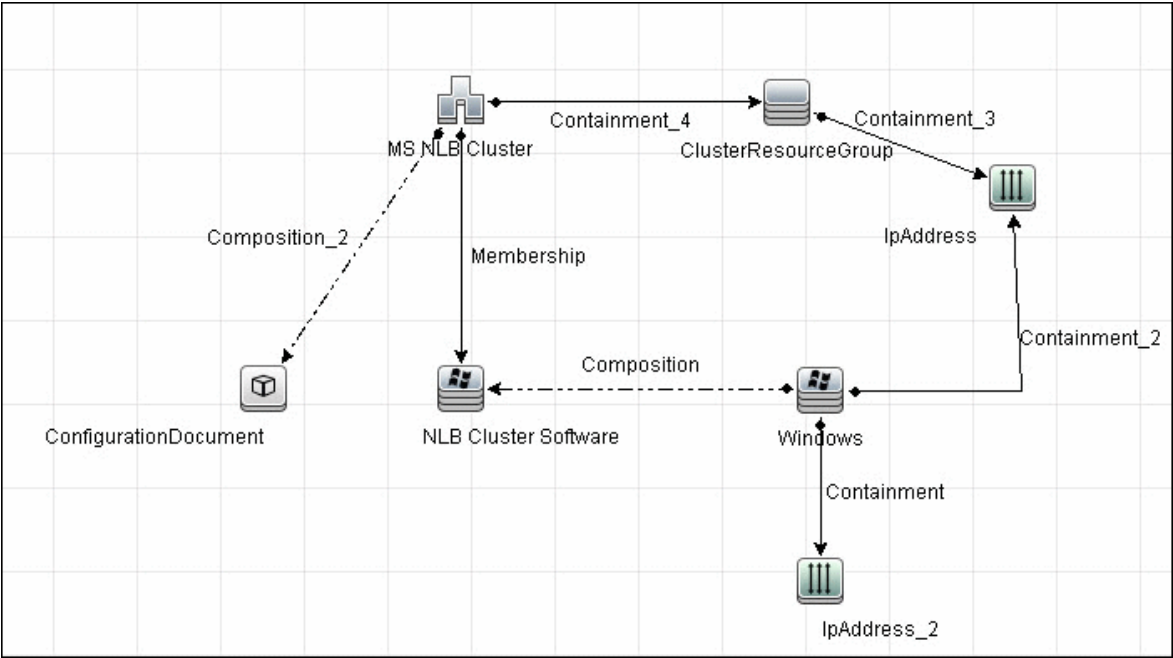 Containment_4
Containment_3
MS NLB Cluster
ClusterResourceGroup
Composition_2
IpAddress
Membership
Containment_2
Composition
ConfigurationDocument
NLB Cluster Software
Windows
Containment
IpAddress_2